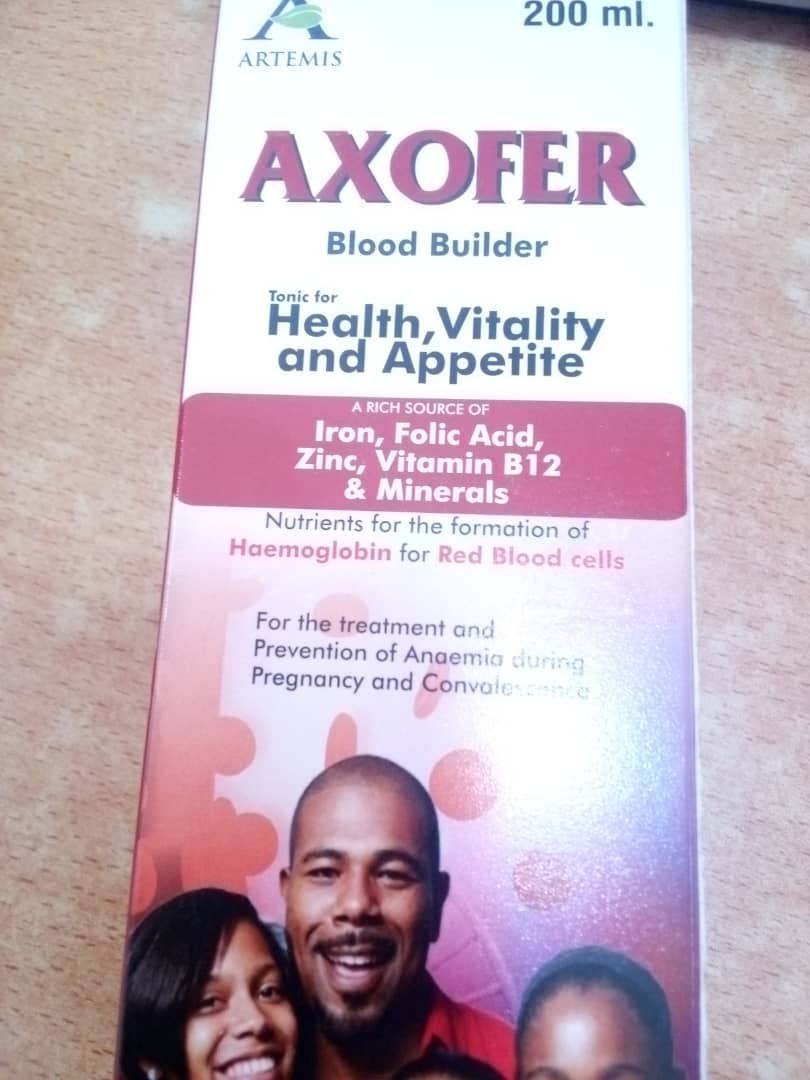 200 ml.
ARTEMIS
AXOFER
Blood Builder
Tonic for
Health, Vitality
and Appetite
A RICH SOURCE OF
Iron, Folic Acid,
Zinc, Vitamin B12
& Minerals
Nutrients for the formation of
Haemoglobin for Red Blood cells
For the treatment and
Prevention of Anaemia during
Pregnancy and Convalescence